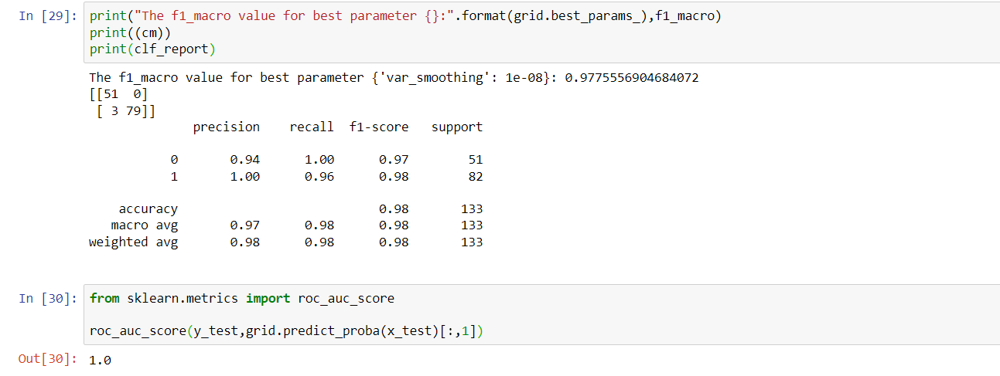 In [29]: print("The f1_macro value for best parameter {}:".format(grid.best_params_),f1_macro)
print((cm))
print(clf_report)
The f1_macro value for best parameter {'var_smoothing': 1e-08}: 0.9775556904684072
[[51  0]
 [ 3 79]]
              precision    recall  f1-score   support

           0       0.94      1.00      0.97        51
           1       1.00      0.96      0.98        82

    accuracy                           0.98       133
   macro avg       0.97      0.98      0.98       133
weighted avg       0.98      0.98      0.98       133

In [30]: from sklearn.metrics import roc_auc_score

roc_auc_score(y_test,grid.predict_proba(x_test)[:,1])
Out[30]: 1.0